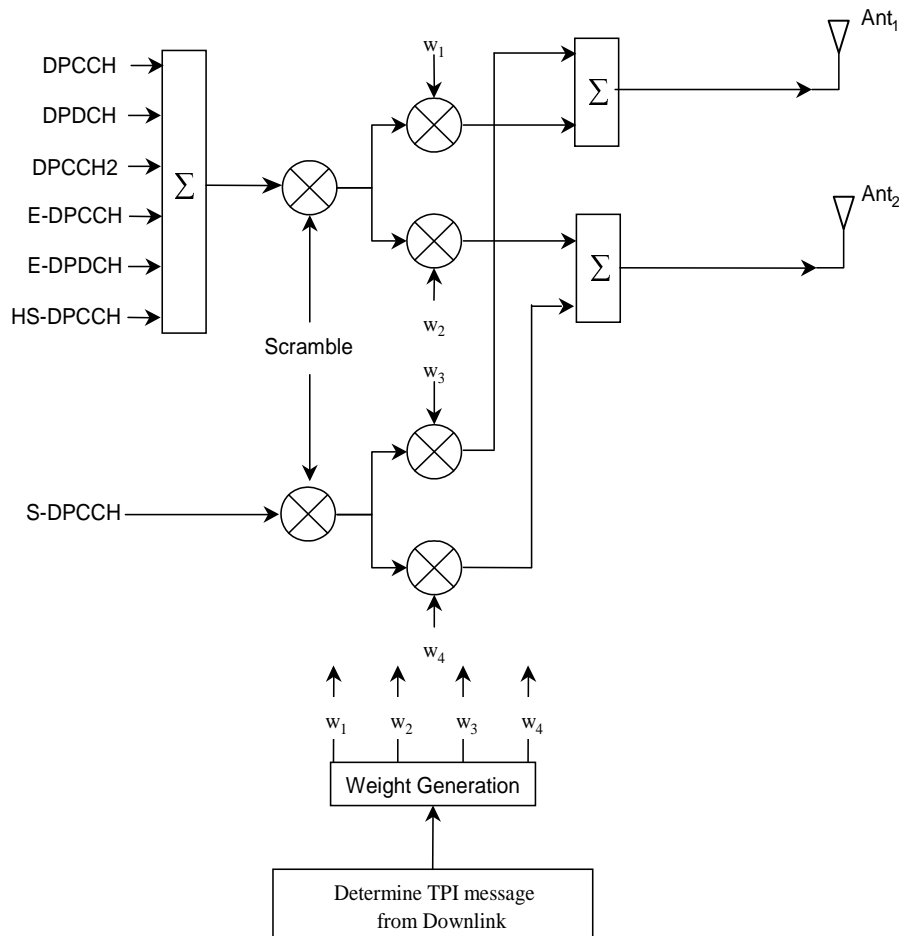 Ant₁
w₁
DPCCH
DPDCH
DPCCH2
E-DPCCH
E-DPDCH
HS-DPCCH
Σ
Σ
Ant₂
Σ
w₂
Scramble
w₃
S-DPCCH
w₄
w₁ w₂ w₃ w₄
Weight Generation
Determine TPI message
from Downlink